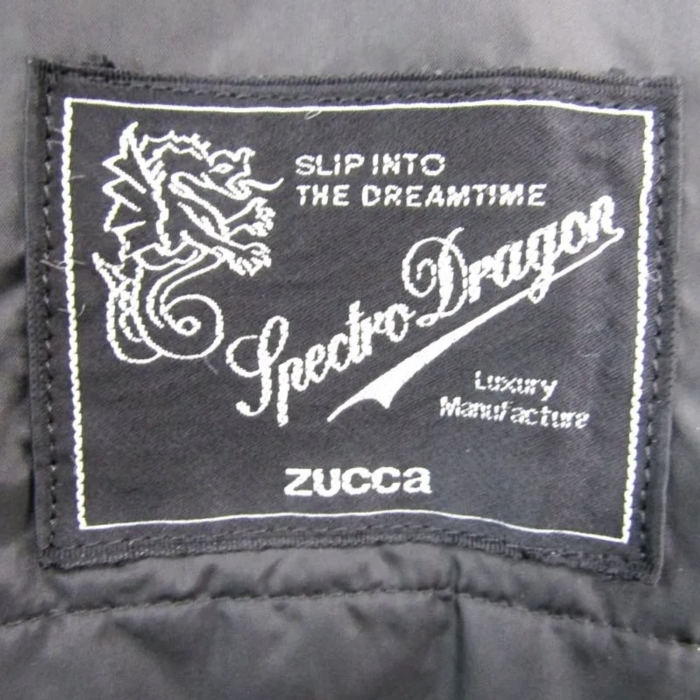 SLIP INTO
THE DREAMTIME
Spectro Dragon
Luxury
Manufacture
zucca